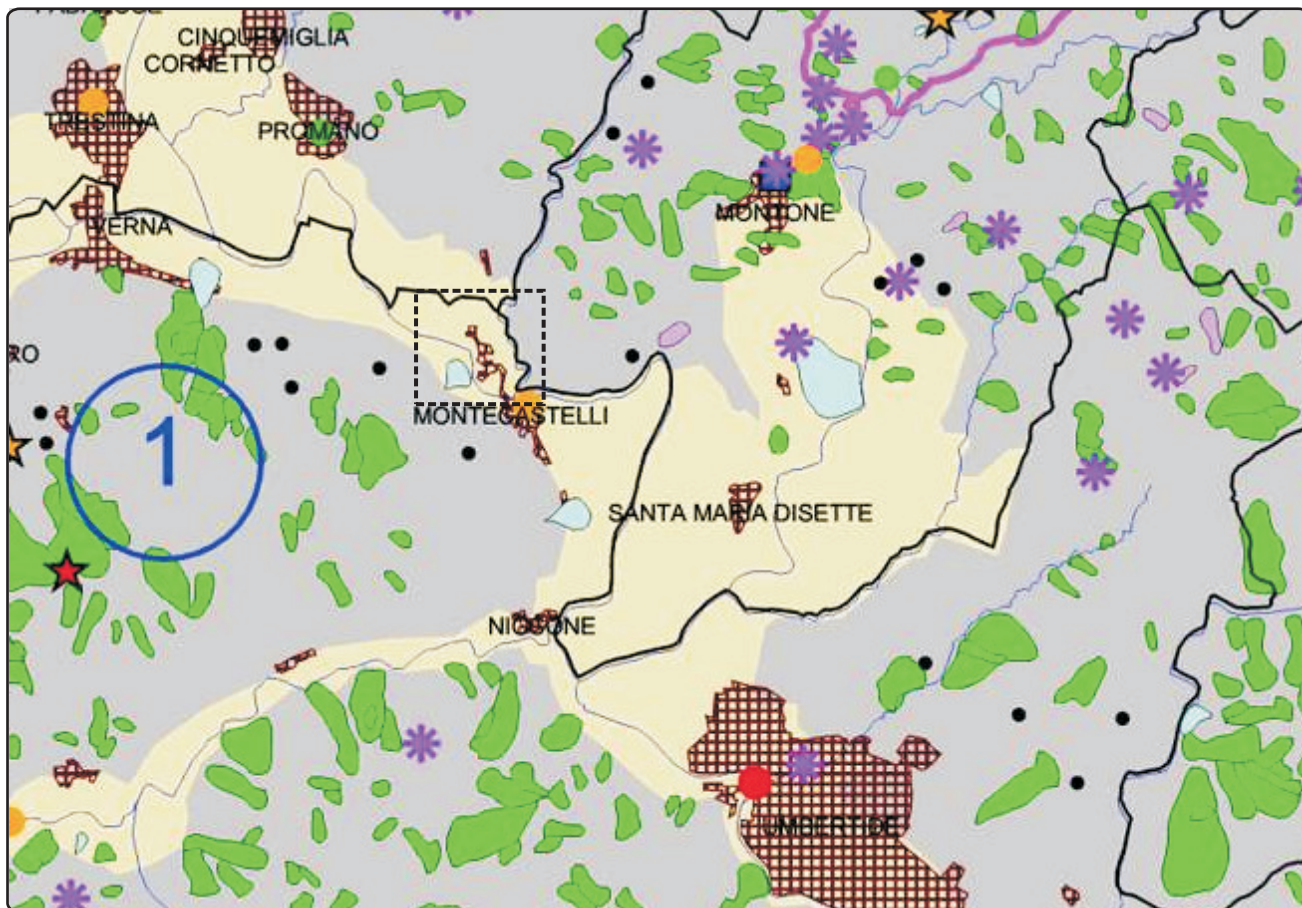 CINQUEMIGLIA
CORNETTO
TRESTINA
PROMANO
VERNA
MONTONE
RO
MONTECASTELLI
1
SANTA MARIA DISETTE
NICCONE
UMBERTIDE